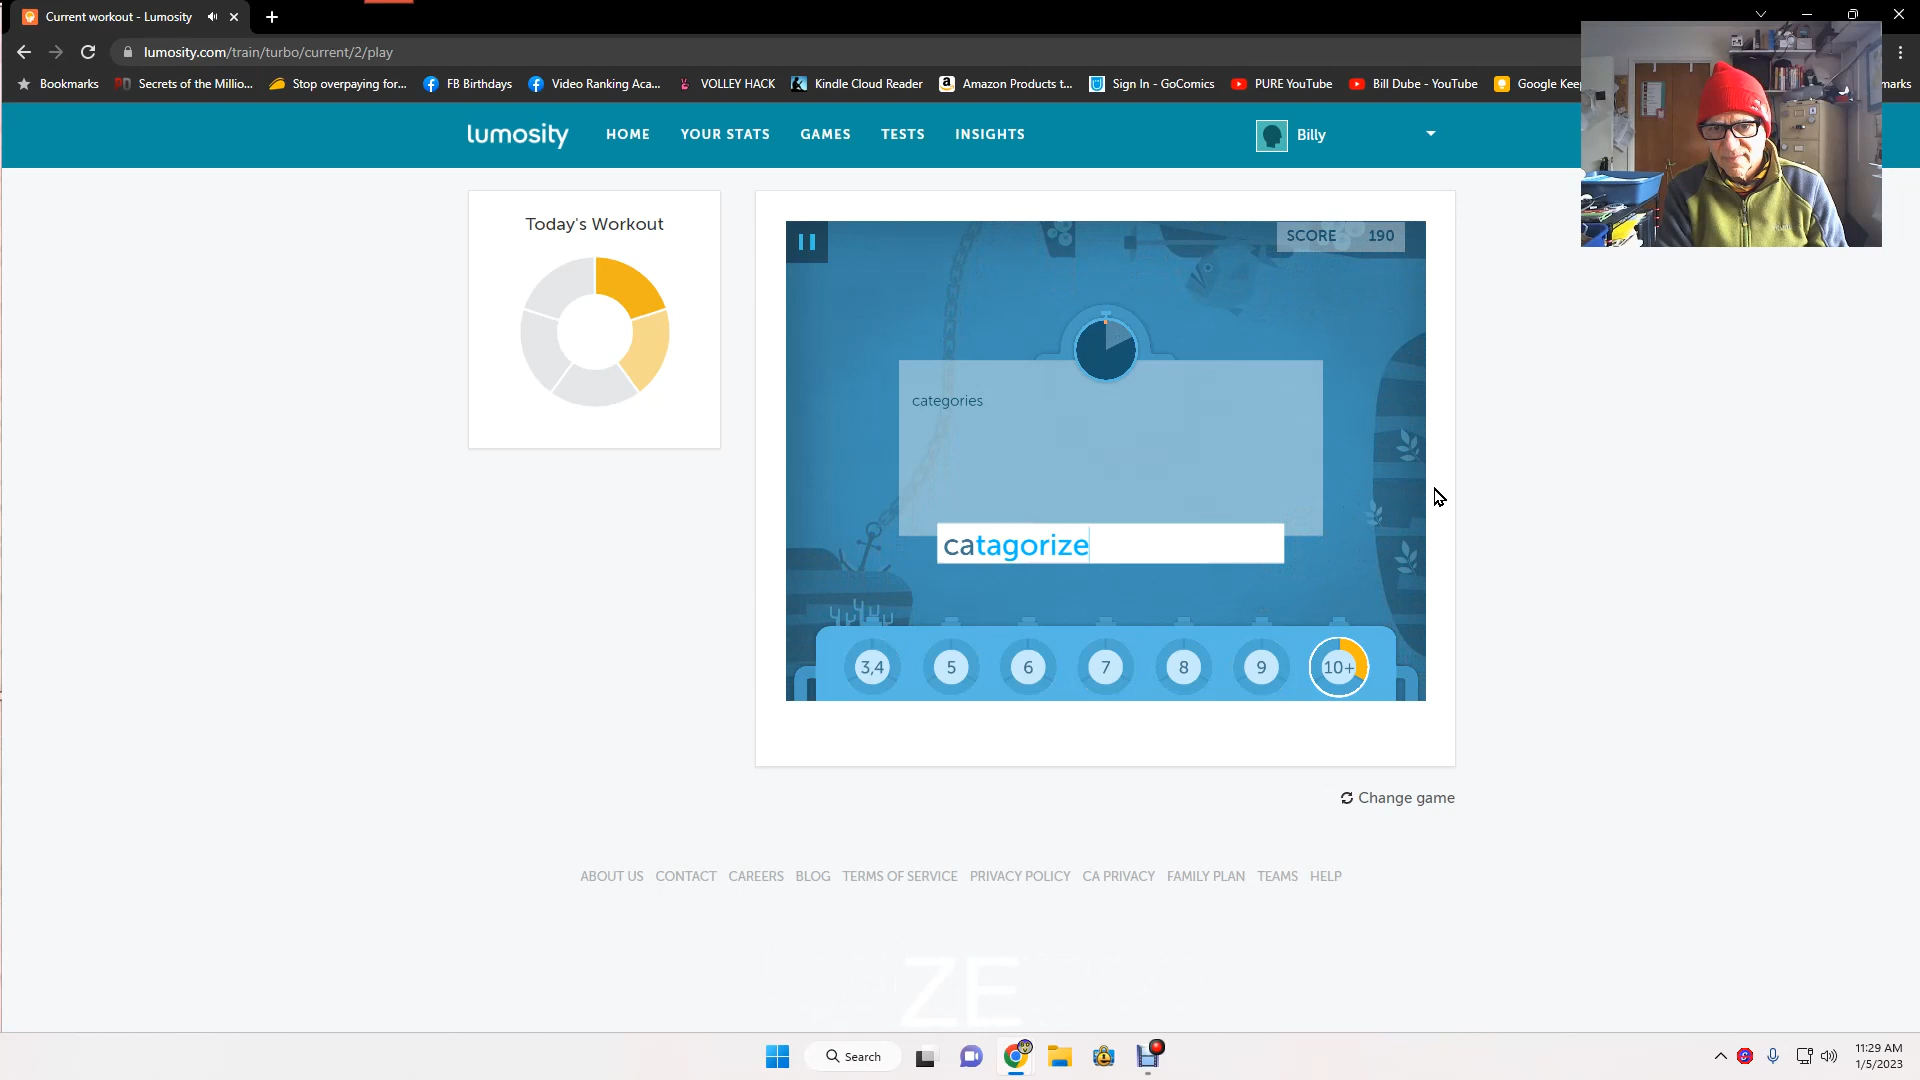 Current workout - Lumosity
lumosity.com/train/turbo/current/2/play
Bookmarks
Secrets of the Millio...
Stop overpaying for...
FB Birthdays
Video Ranking Aca...
VOLLEY HACK
Kindle Cloud Reader
Amazon Products t...
Sign In - GoComics
PURE YouTube
Bill Dube - YouTube
Google Keep
marks
lumosity
HOME
YOUR STATS
GAMES
TESTS
INSIGHTS
Billy
Today's Workout
SCORE 190
categories
catagorize
3,4 5 6 7 8 9 10+
Change game
ABOUT US CONTACT CAREERS BLOG TERMS OF SERVICE PRIVACY POLICY CA PRIVACY FAMILY PLAN TEAMS HELP
ZE
Search
11:29 AM
1/5/2023